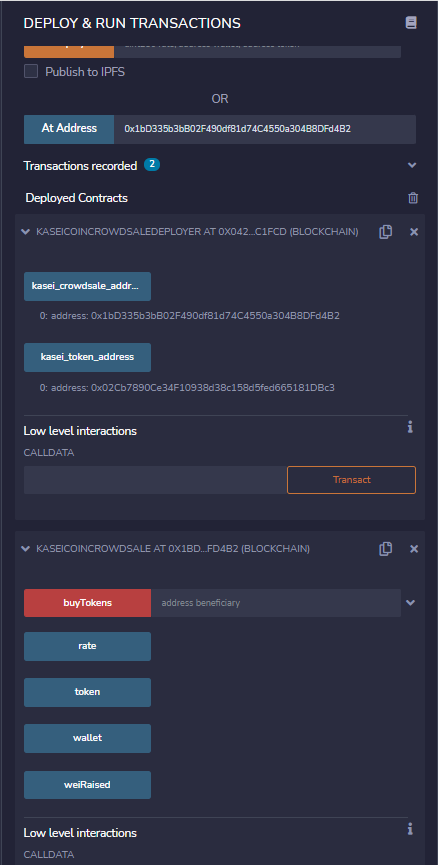 DEPLOY & RUN TRANSACTIONS
Publish to IPFS
OR
At Address 0x1bD335b3bB02F490df81d74C4550a304B8DFd4B2
Transactions recorded 2
Deployed Contracts
KASEICOINCROWDSALEDEPLOYER AT 0X042...C1FCD (BLOCKCHAIN)
kasei_crowdsale_addr...
0: address: 0x1bD335b3bB02F490df81d74C4550a304B8DFd4B2
kasei_token_address
0: address: 0x02Cb7890Ce34F10938d38c158d5fed665181DBc3
Low level interactions
CALLDATA
Transact
KASEICOINCROWDSALE AT 0X1BD...FD4B2 (BLOCKCHAIN)
buyTokens address beneficiary
rate
token
wallet
weiRaised
Low level interactions
CALLDATA